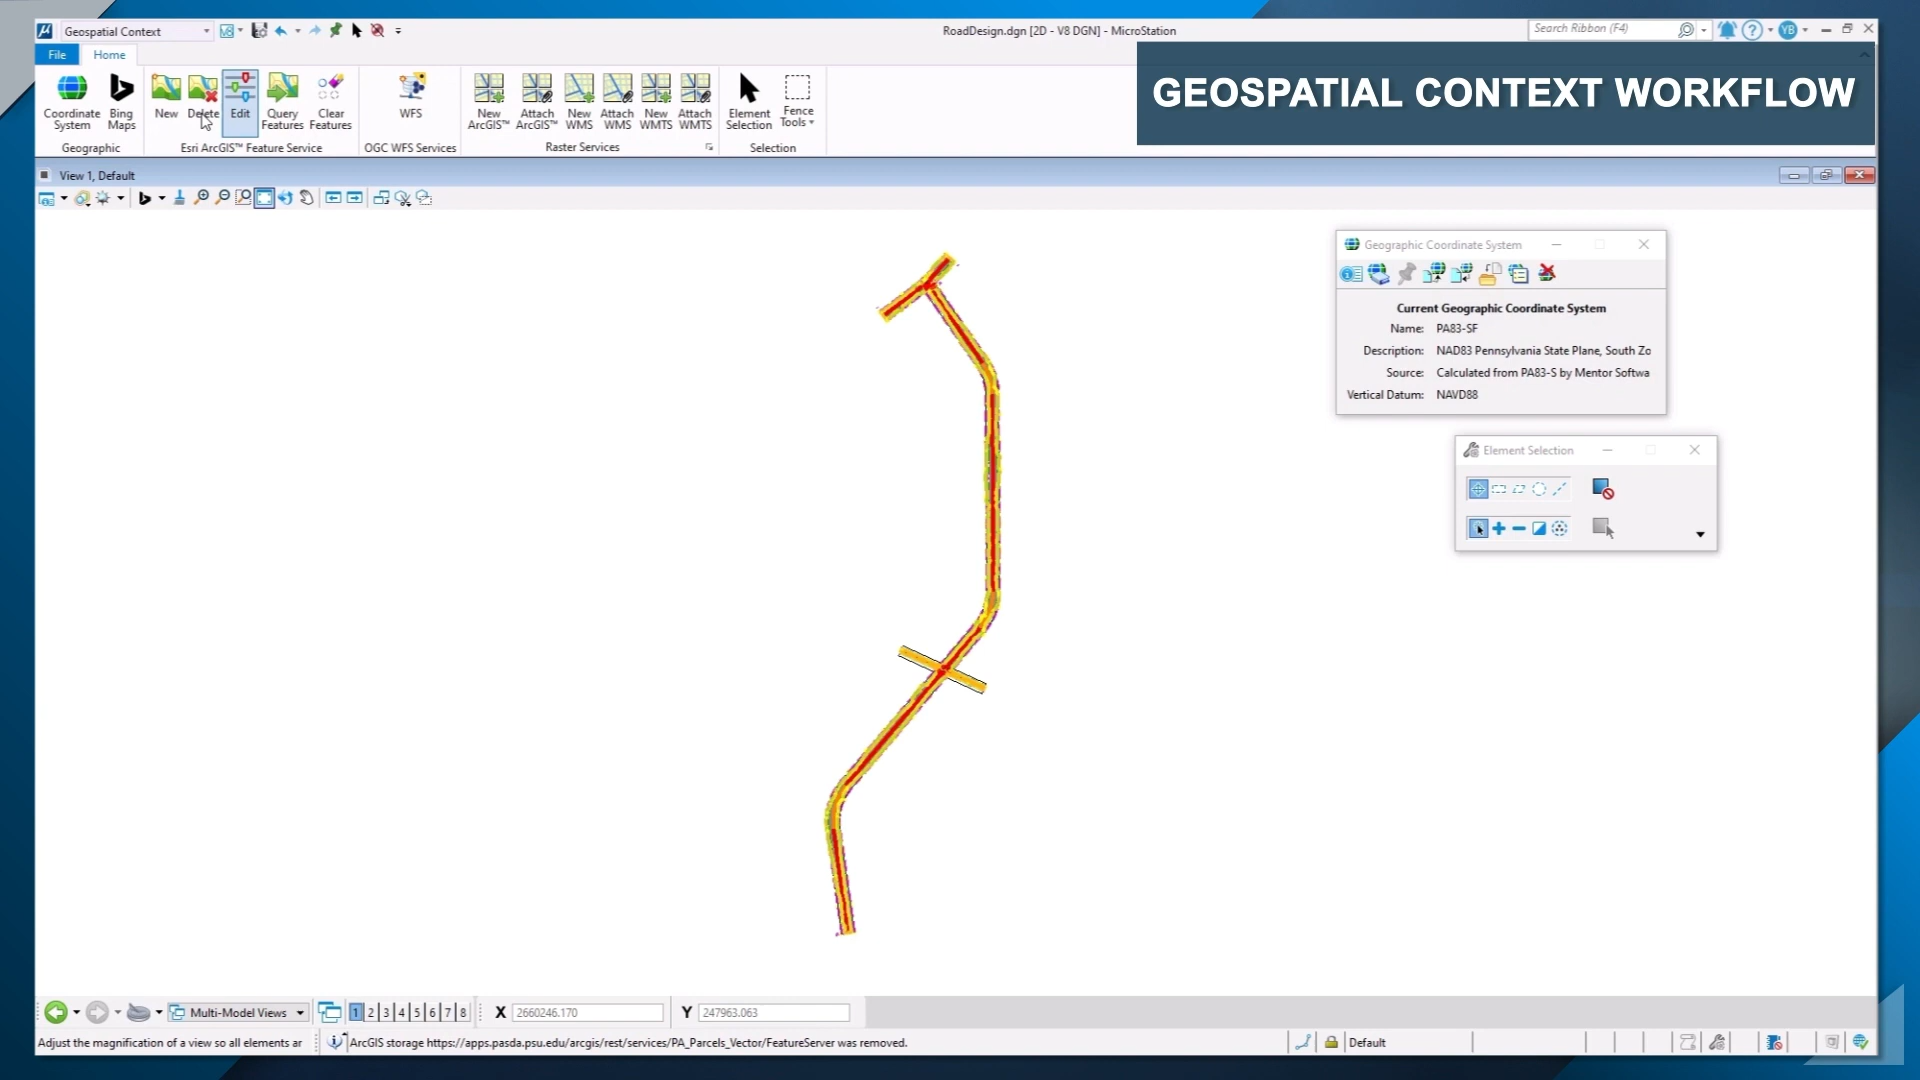 Geospatial Context
RoadDesign.dgn [2D - V8 DGN] - MicroStation
Search Ribbon (F4)
YB
File
Home
GEOSPATIAL CONTEXT WORKFLOW
Coordinate System
Bing Maps
New
Delete
Edit
Query Features
Clear Features
WFS
New ArcGIS™
Attach ArcGIS™
New WMS
Attach WMS
New WMTS
Attach WMTS
Element Selection
Fence Tools
Geographic
Esri ArcGIS™ Feature Service
OGC WFS Services
Raster Services
Selection
View 1, Default
Geographic Coordinate System
Current Geographic Coordinate System
Name: PA83-SF
Description: NAD83 Pennsylvania State Plane, South Zo
Source: Calculated from PA83-S by Mentor Softwa
Vertical Datum: NAVD88
Element Selection
Multi-Model Views
1 2 3 4 5 6 7 8
X 2660246.170
Y 247963.063
Adjust the magnification of a view so all elements ar
ArcGIS storage https://apps.pasda.psu.edu/arcgis/rest/services/PA_Parcels_Vector/FeatureServer was removed.
Default